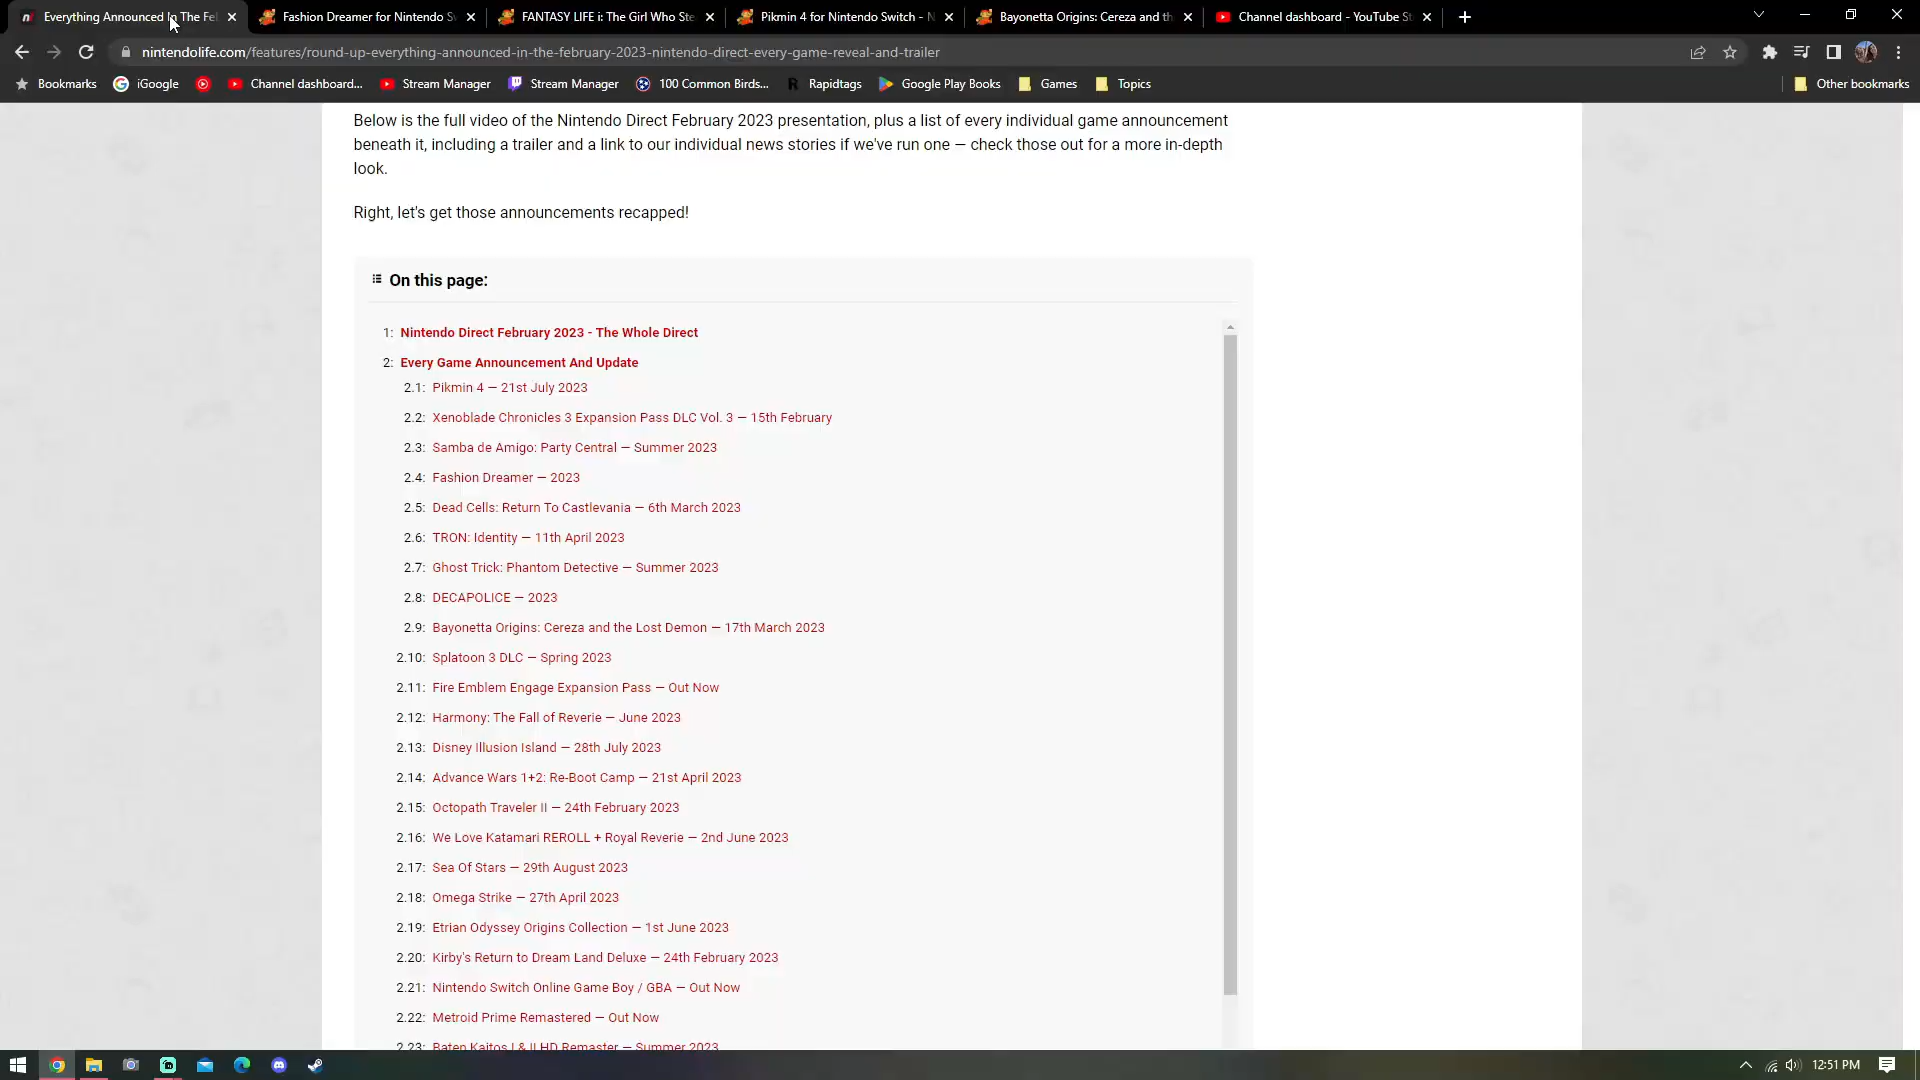 Everything Announced In The Fel
Fashion Dreamer for Nintendo Sw
FANTASY LIFE i: The Girl Who Ste
Pikmin 4 for Nintendo Switch - N
Bayonetta Origins: Cereza and th
Channel dashboard - YouTube St
nintendolife.com/features/round-up-everything-announced-in-the-february-2023-nintendo-direct-every-game-reveal-and-trailer
Bookmarks
iGoogle
Channel dashboard...
Stream Manager
Stream Manager
100 Common Birds...
Rapidtags
Google Play Books
Games
Topics
Other bookmarks
Below is the full video of the Nintendo Direct February 2023 presentation, plus a list of every individual game announcement
beneath it, including a trailer and a link to our individual news stories if we've run one — check those out for a more in-depth
look.
Right, let's get those announcements recapped!
On this page:
1: Nintendo Direct February 2023 - The Whole Direct
2: Every Game Announcement And Update
2.1: Pikmin 4 — 21st July 2023
2.2: Xenoblade Chronicles 3 Expansion Pass DLC Vol. 3 — 15th February
2.3: Samba de Amigo: Party Central — Summer 2023
2.4: Fashion Dreamer — 2023
2.5: Dead Cells: Return To Castlevania — 6th March 2023
2.6: TRON: Identity — 11th April 2023
2.7: Ghost Trick: Phantom Detective — Summer 2023
2.8: DECAPOLICE — 2023
2.9: Bayonetta Origins: Cereza and the Lost Demon — 17th March 2023
2.10: Splatoon 3 DLC — Spring 2023
2.11: Fire Emblem Engage Expansion Pass — Out Now
2.12: Harmony: The Fall of Reverie — June 2023
2.13: Disney Illusion Island — 28th July 2023
2.14: Advance Wars 1+2: Re-Boot Camp — 21st April 2023
2.15: Octopath Traveler II — 24th February 2023
2.16: We Love Katamari REROLL + Royal Reverie — 2nd June 2023
2.17: Sea Of Stars — 29th August 2023
2.18: Omega Strike — 27th April 2023
2.19: Etrian Odyssey Origins Collection — 1st June 2023
2.20: Kirby's Return to Dream Land Deluxe — 24th February 2023
2.21: Nintendo Switch Online Game Boy / GBA — Out Now
2.22: Metroid Prime Remastered — Out Now
2.23: Baten Kaitos I & II HD Remaster — Summer 2023
12:51 PM